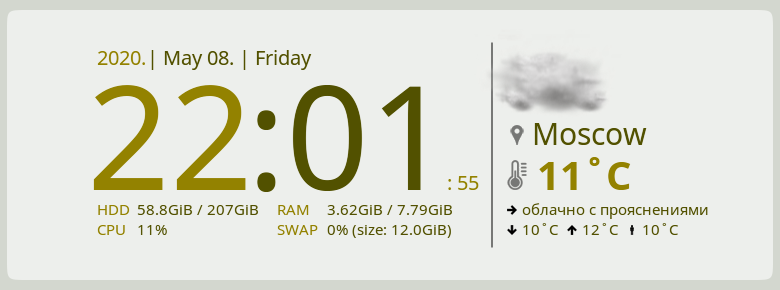 2020.| May 08. | Friday
22:01 : 55
HDD 58.8GiB / 207GiB RAM 3.62GiB / 7.79GiB
CPU 11% SWAP 0% (size: 12.0GiB)
Moscow
11°C
облачно с прояснениями
10°C 12°C 10°C